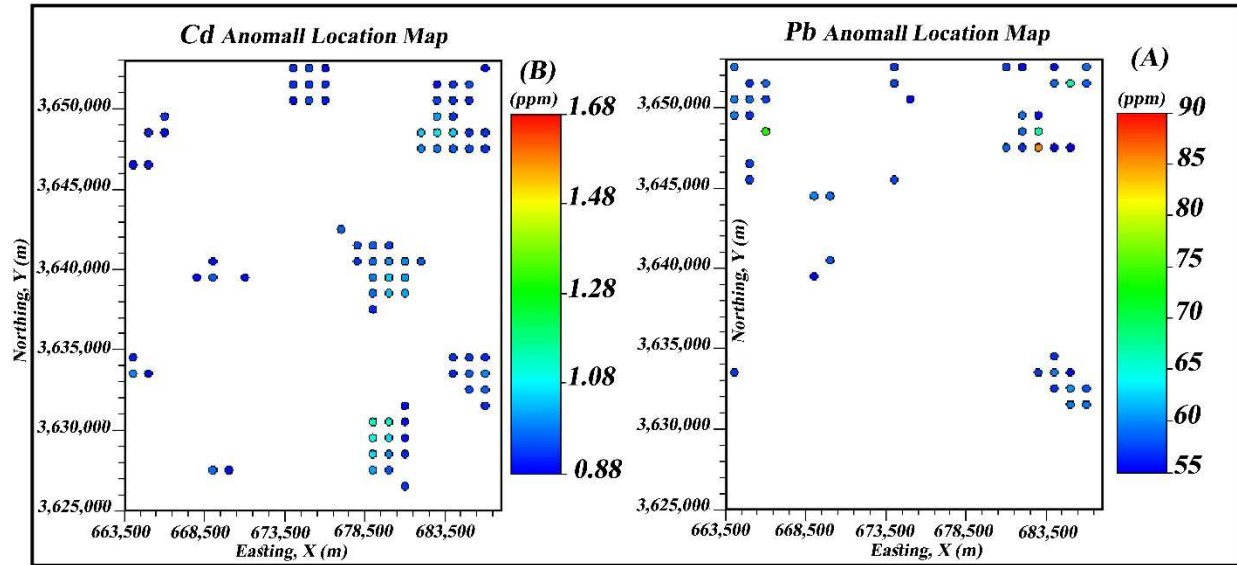 Cd Anomall Location Map
(B)
(ppm)
1.68
1.48
1.28
1.08
0.88
Northing, Y (m)
3,650,000
3,645,000
3,640,000
3,635,000
3,630,000
3,625,000
663,500 668,500 673,500 678,500 683,500
Easting, X (m)
Pb Anomall Location Map
(A)
(ppm)
90
85
80
75
70
65
60
55
Northing, Y (m)
3,650,000
3,645,000
3,640,000
3,635,000
3,630,000
3,625,000
663,500 668,500 673,500 678,500 683,500
Easting, X (m)